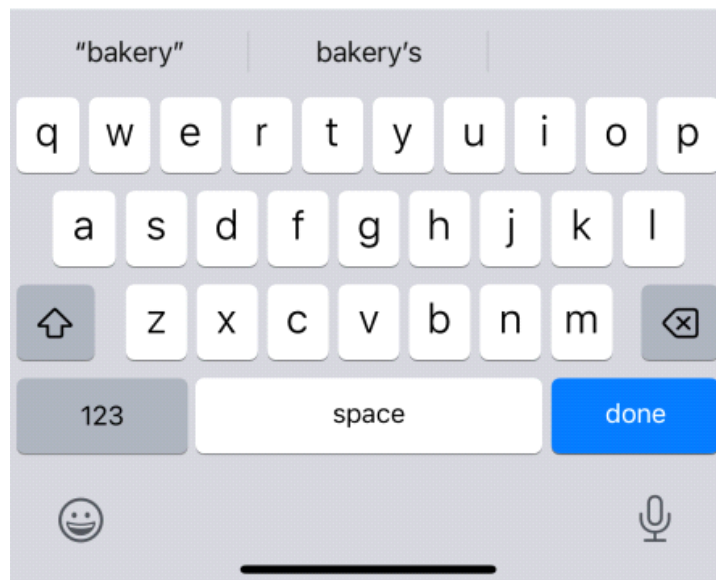 “bakery” bakery’s
q w e r t y u i o p
a s d f g h j k l
z x c v b n m
123 space done